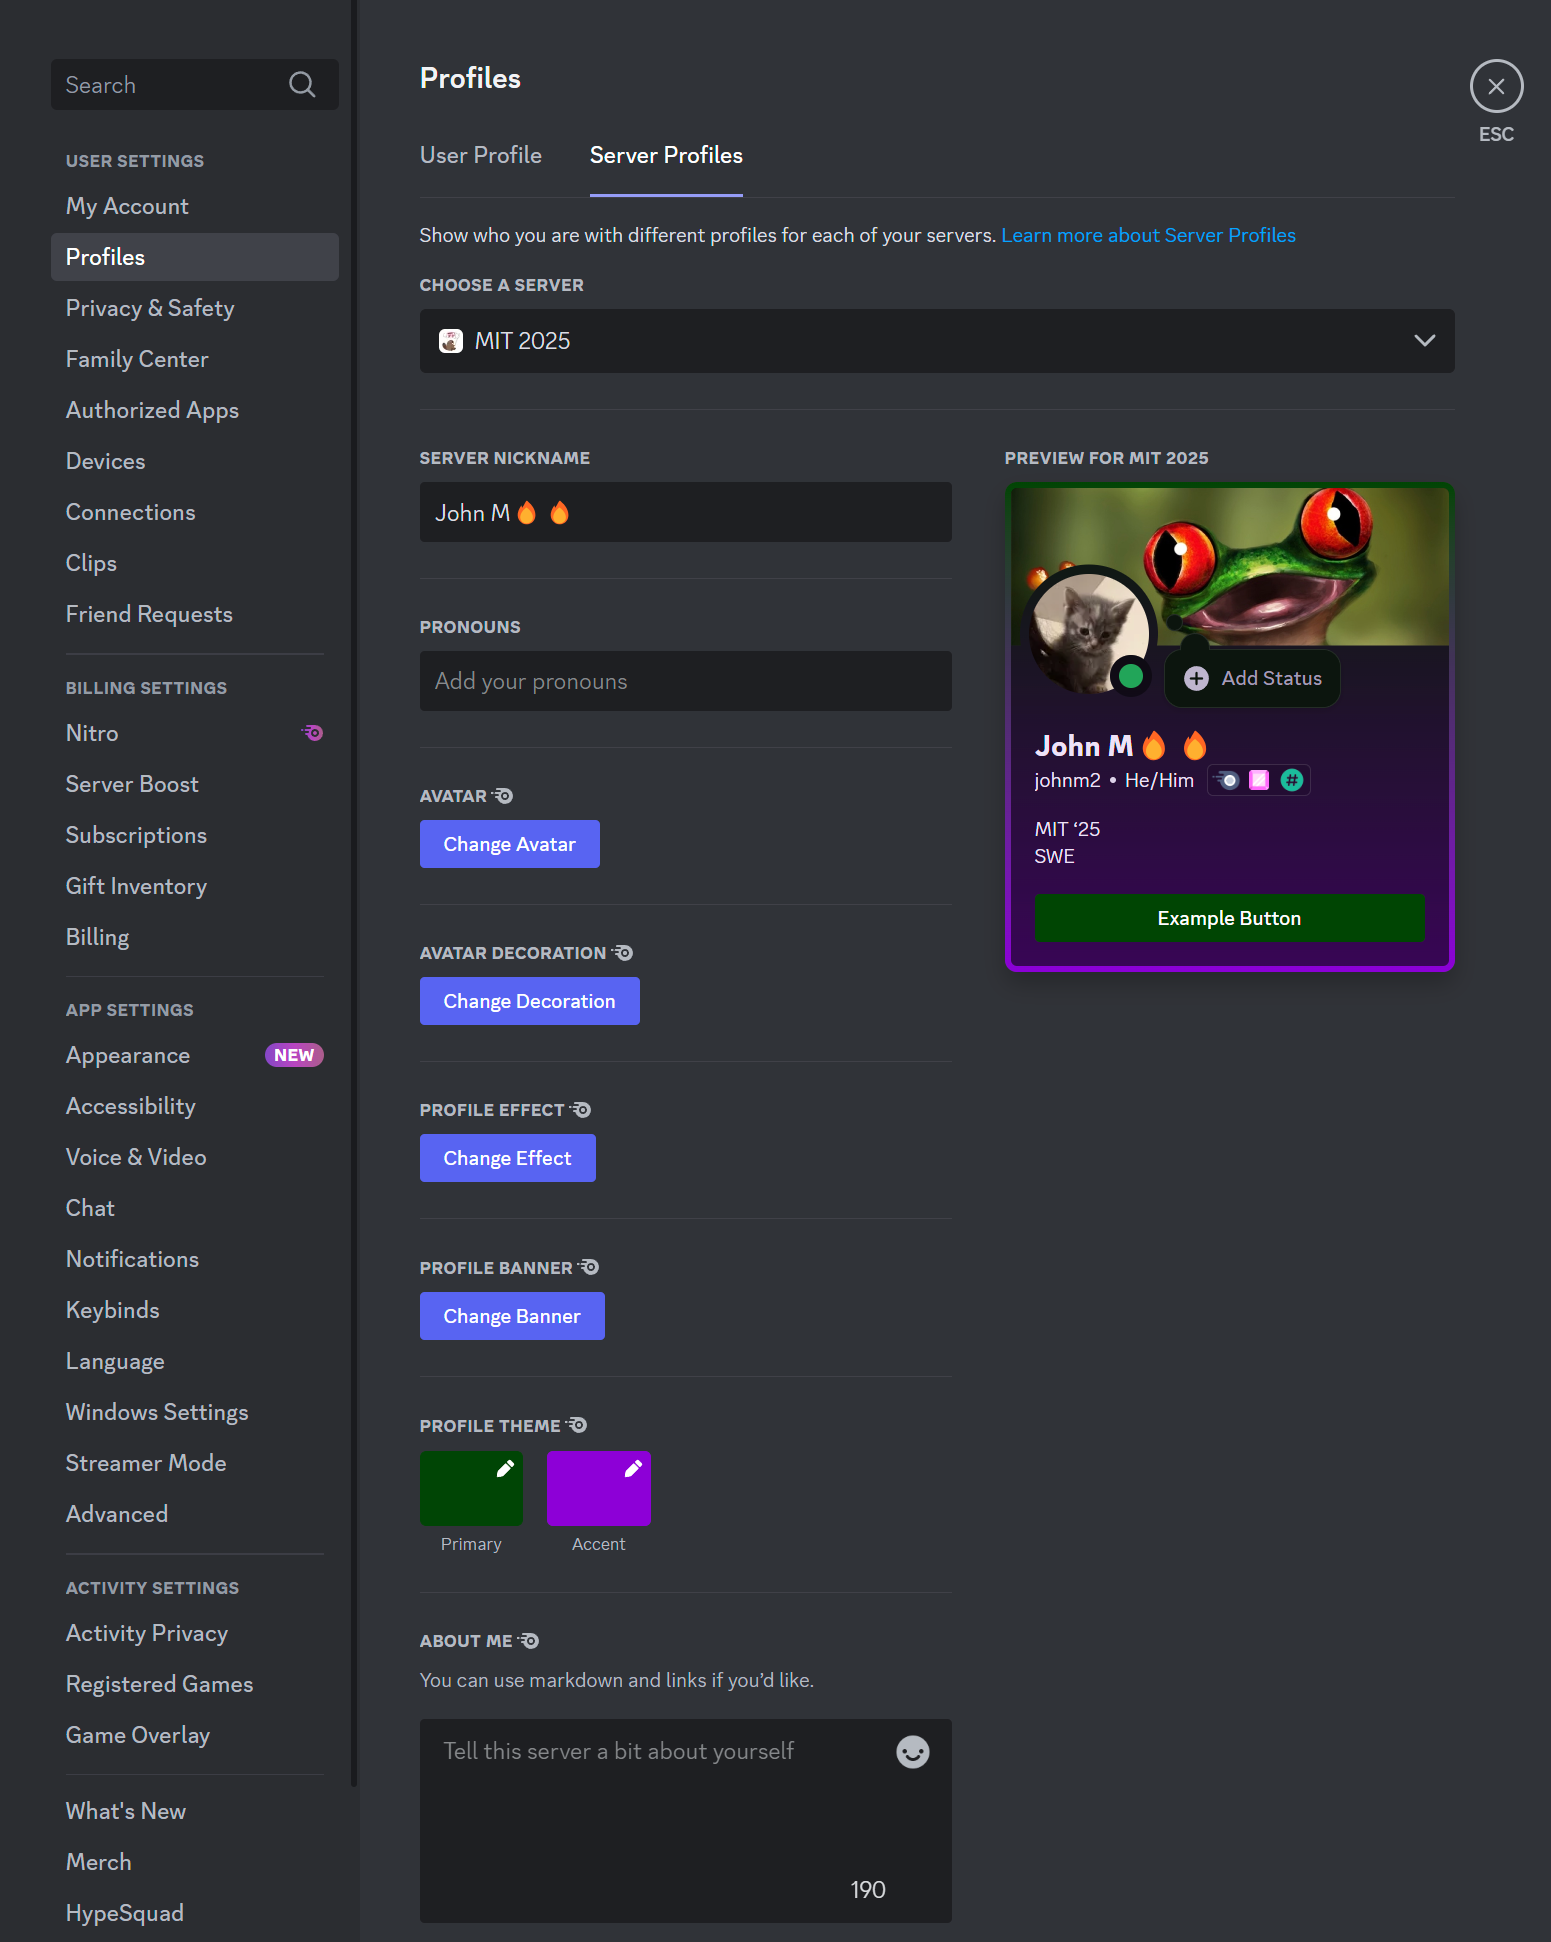 Search
USER SETTINGS
My Account
Profiles
Privacy & Safety
Family Center
Authorized Apps
Devices
Connections
Clips
Friend Requests
BILLING SETTINGS
Nitro
Server Boost
Subscriptions
Gift Inventory
Billing
APP SETTINGS
Appearance NEW
Accessibility
Voice & Video
Chat
Notifications
Keybinds
Language
Windows Settings
Streamer Mode
Advanced
ACTIVITY SETTINGS
Activity Privacy
Registered Games
Game Overlay
What's New
Merch
HypeSquad
Profiles
ESC
User Profile Server Profiles
Show who you are with different profiles for each of your servers. Learn more about Server Profiles
CHOOSE A SERVER
MIT 2025
SERVER NICKNAME
John M🔥 🔥
PRONOUNS
Add your pronouns
AVATAR
Change Avatar
AVATAR DECORATION
Change Decoration
PROFILE EFFECT
Change Effect
PROFILE BANNER
Change Banner
PROFILE THEME
Primary Accent
ABOUT ME
You can use markdown and links if you’d like.
Tell this server a bit about yourself
190
PREVIEW FOR MIT 2025
Add Status
John M🔥 🔥
johnm2 • He/Him #
MIT ‘25
SWE
Example Button